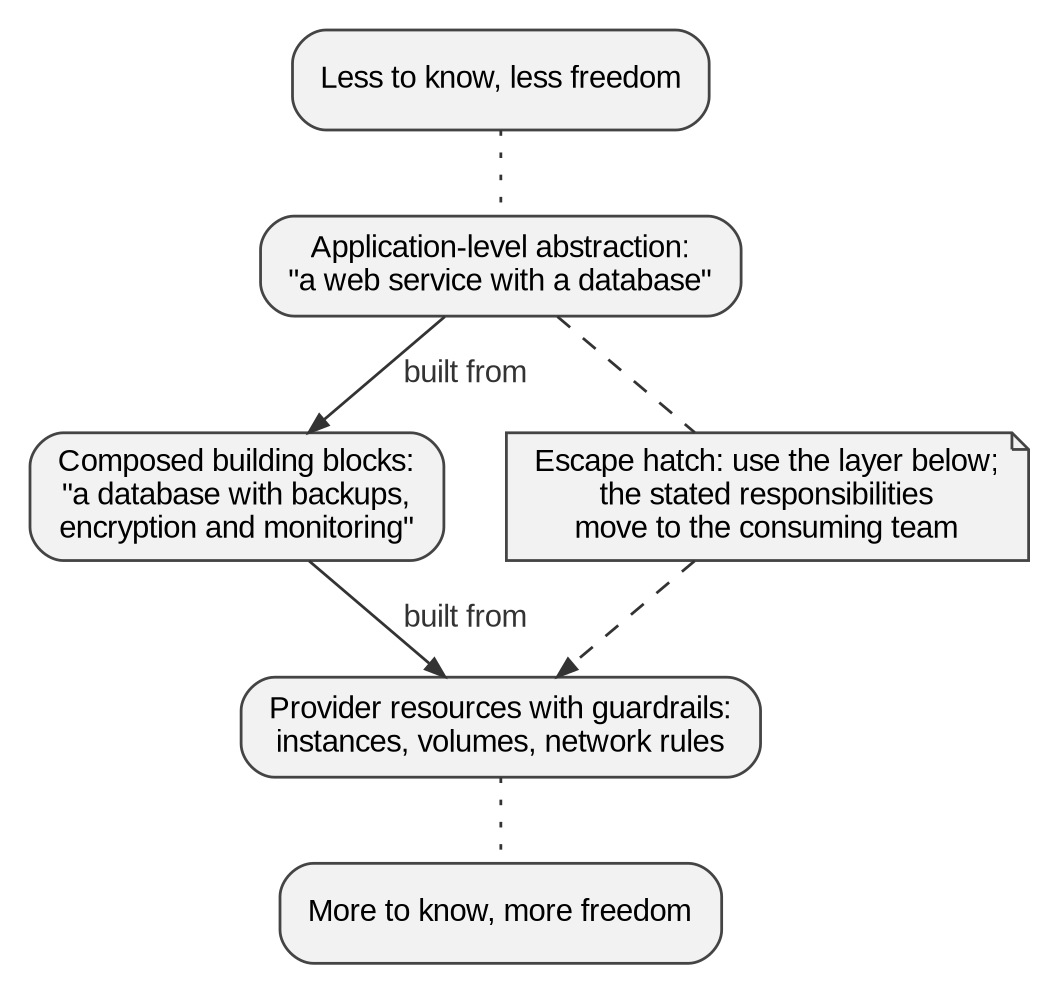 Less to know, less freedom
Application-level abstraction:
"a web service with a database"
built from
Composed building blocks:
"a database with backups,
encryption and monitoring"
Escape hatch: use the layer below;
the stated responsibilities
move to the consuming team
built from
Provider resources with guardrails:
instances, volumes, network rules
More to know, more freedom